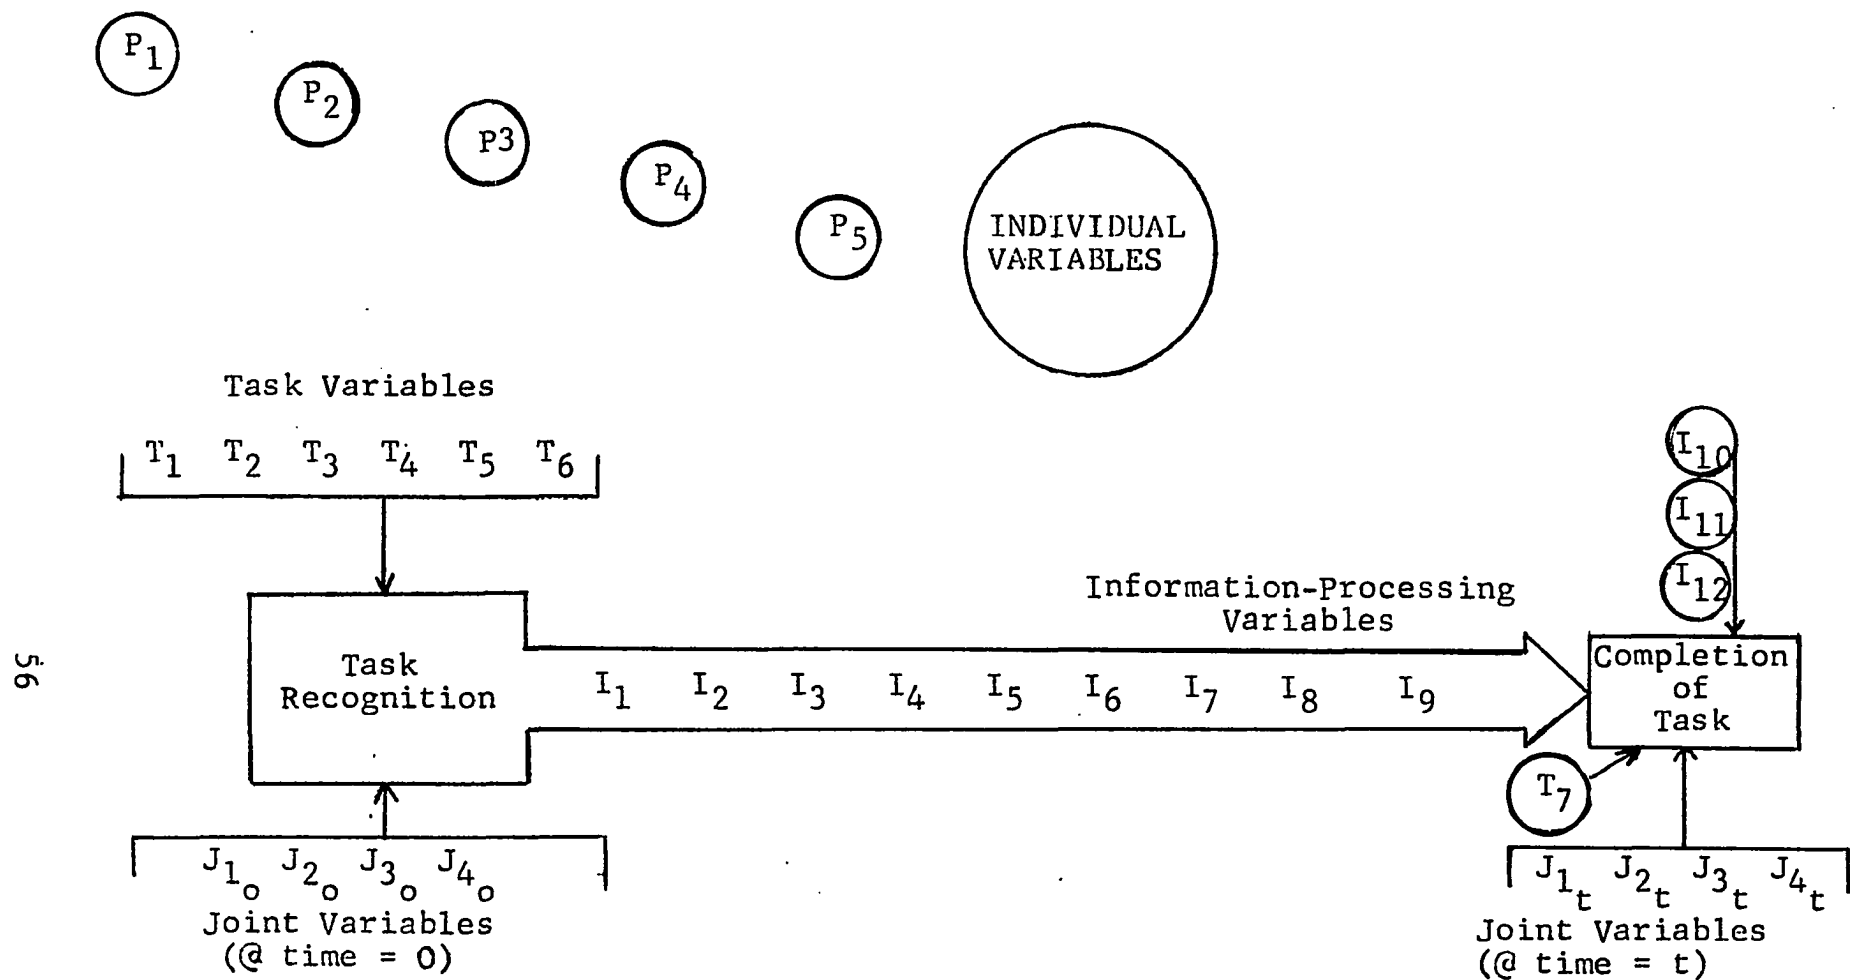 P1
P2
P3
P4
P5
INDIVIDUAL
VARIABLES
Task Variables
T1 T2 T3 T4 T5 T6
I10
I11
I12
Information-Processing
Variables
Task
Recognition
I1 I2 I3 I4 I5 I6 I7 I8 I9
Completion
of
Task
T7
J1o J2o J3o J4o
Joint Variables
(@ time = 0)
J1t J2t J3t J4t
Joint Variables
(@ time = t)
56